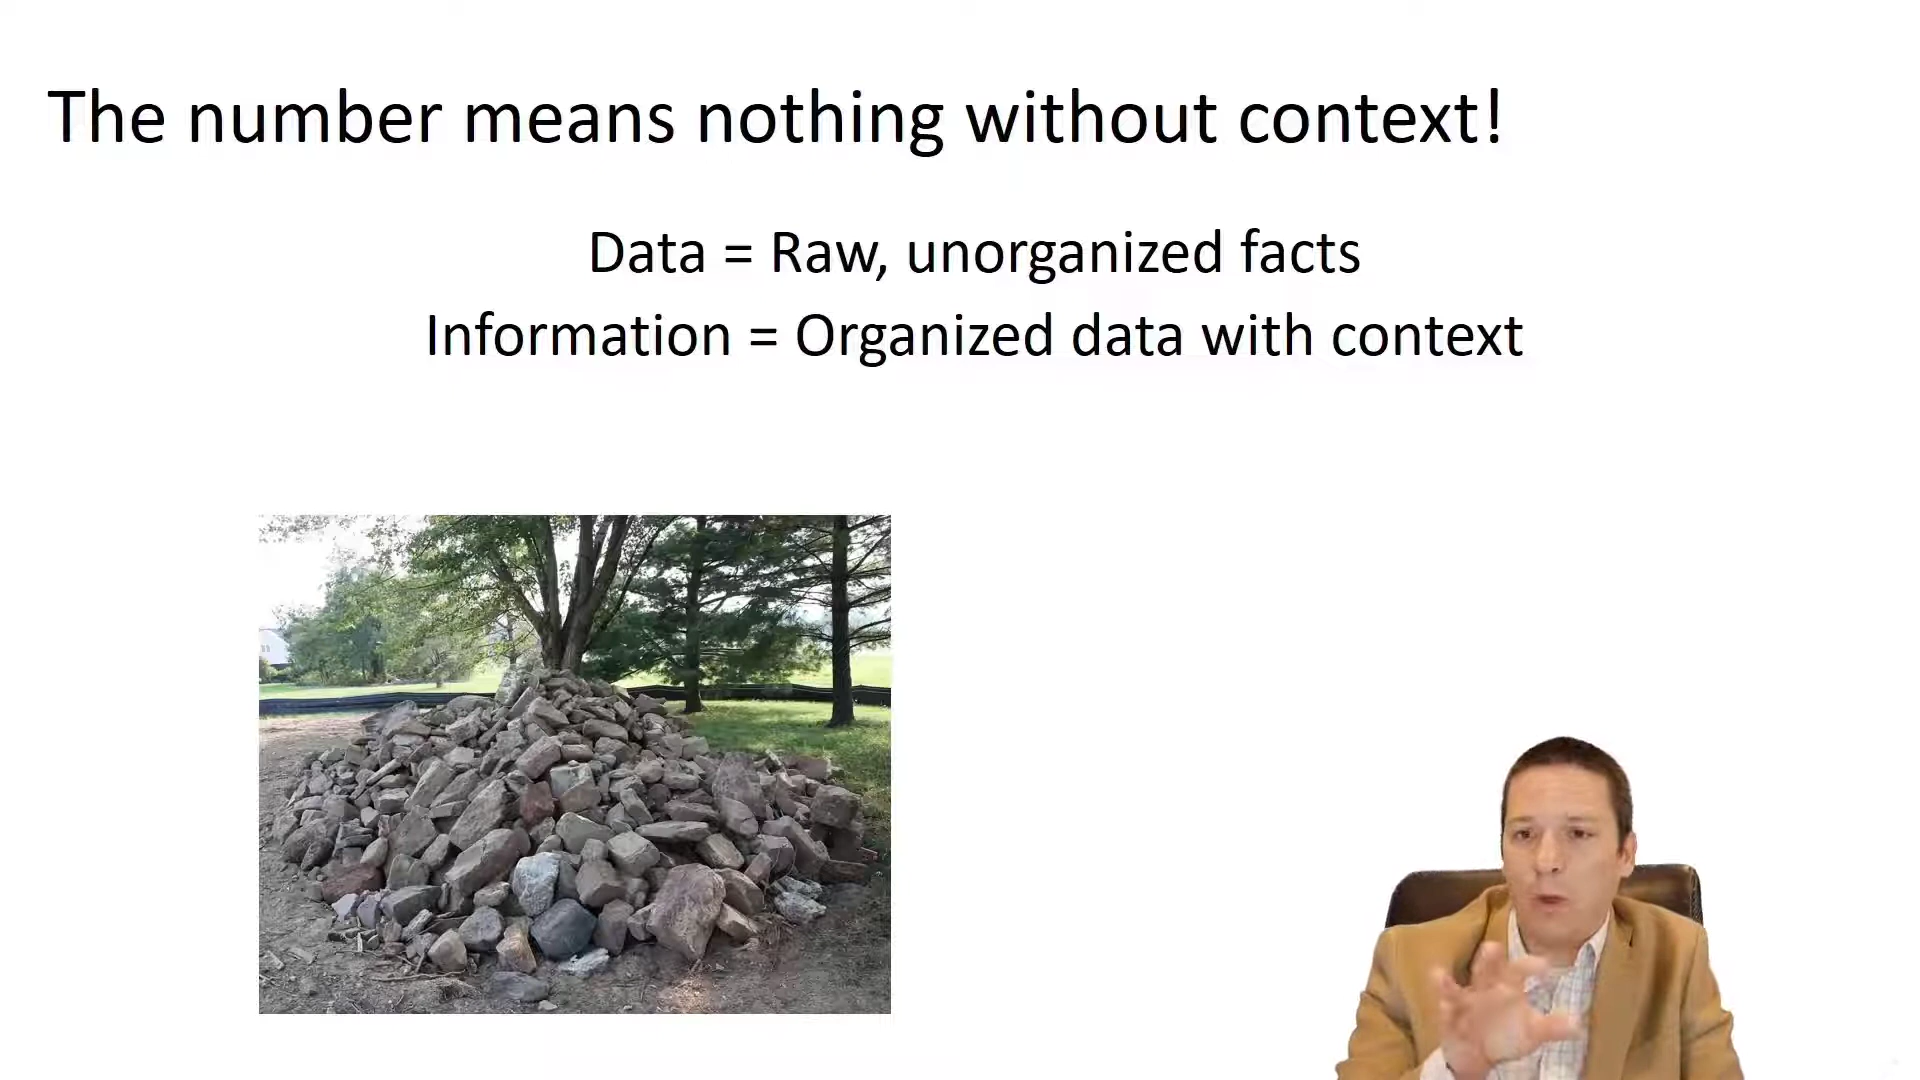 The number means nothing without context!
Data = Raw, unorganized facts
Information = Organized data with context